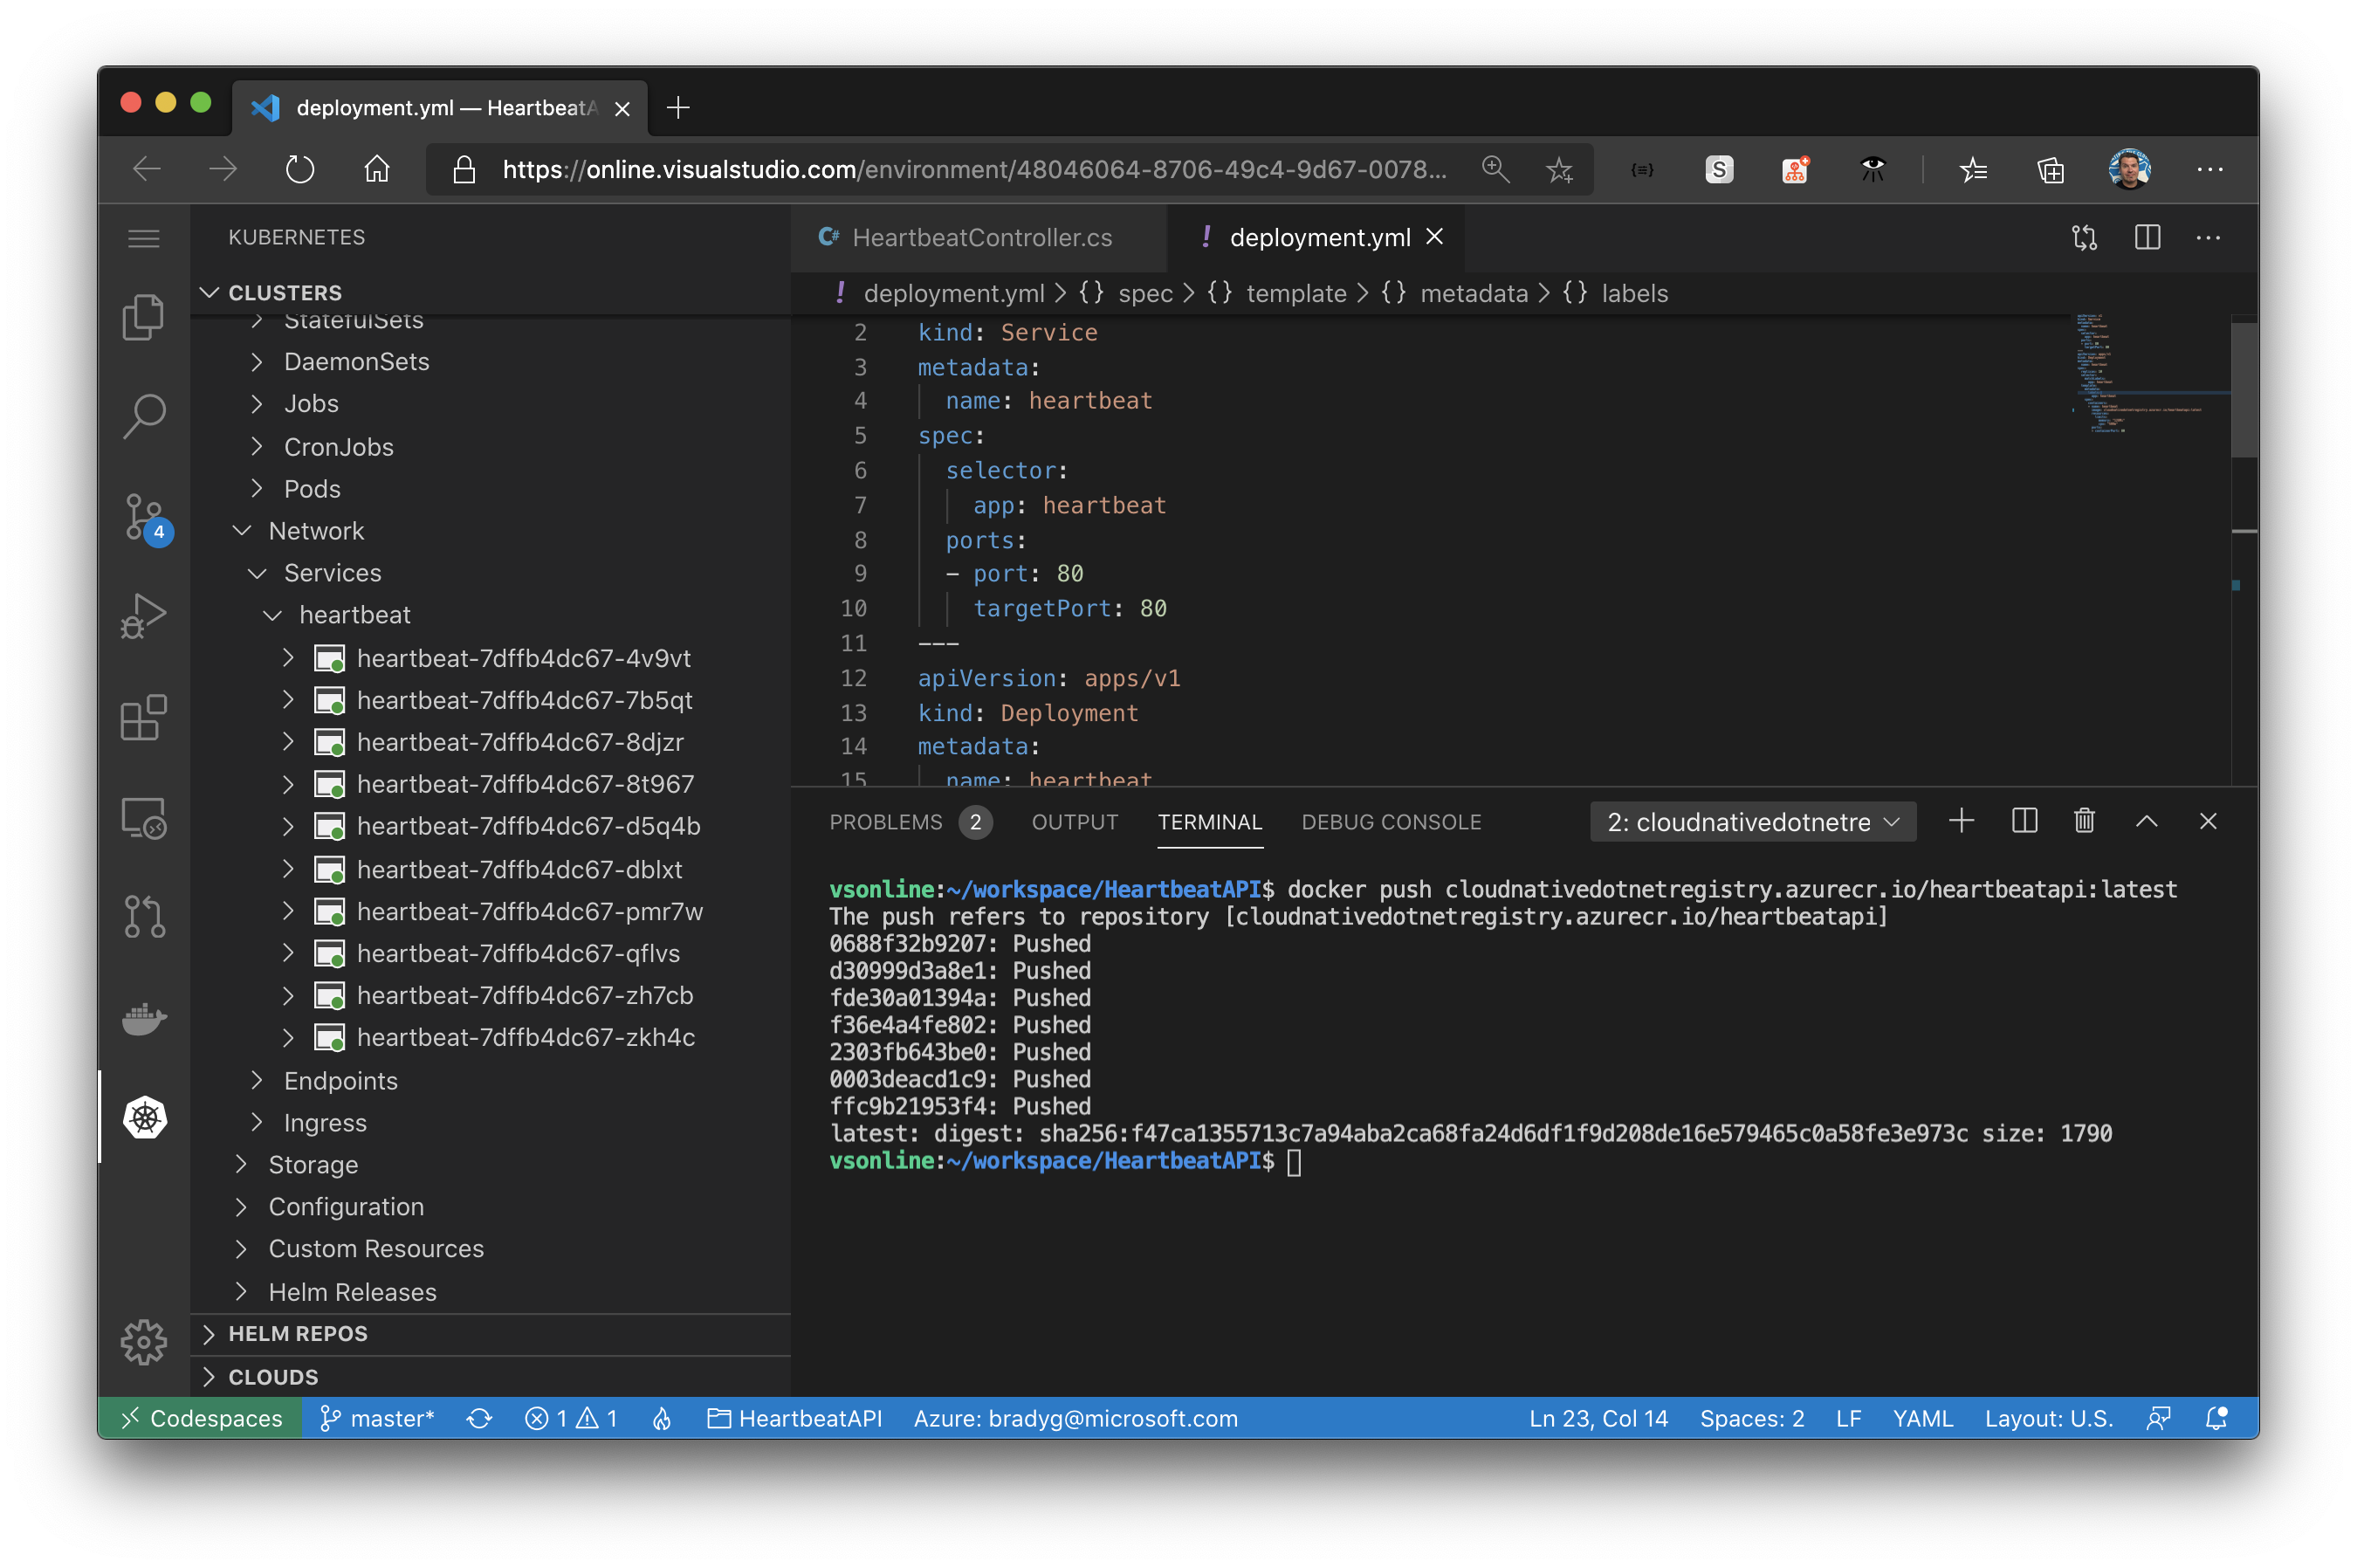 deployment.yml — HeartbeatA
https://online.visualstudio.com/environment/48046064-8706-49c4-9d67-0078...
KUBERNETES
CLUSTERS
StatefulSets
DaemonSets
Jobs
CronJobs
Pods
Network
Services
heartbeat
heartbeat-7dffb4dc67-4v9vt
heartbeat-7dffb4dc67-7b5qt
heartbeat-7dffb4dc67-8djzr
heartbeat-7dffb4dc67-8t967
heartbeat-7dffb4dc67-d5q4b
heartbeat-7dffb4dc67-dblxt
heartbeat-7dffb4dc67-pmr7w
heartbeat-7dffb4dc67-qflvs
heartbeat-7dffb4dc67-zh7cb
heartbeat-7dffb4dc67-zkh4c
Endpoints
Ingress
Storage
Configuration
Custom Resources
Helm Releases
HELM REPOS
CLOUDS
4
C# HeartbeatController.cs
! deployment.yml
! deployment.yml > {} spec > {} template > {} metadata > {} labels
2 kind: Service
3 metadata:
4 name: heartbeat
5 spec:
6 selector:
7 app: heartbeat
8 ports:
9 - port: 80
10 targetPort: 80
11 ---
12 apiVersion: apps/v1
13 kind: Deployment
14 metadata:
15 name: heartbeat
PROBLEMS 2 OUTPUT TERMINAL DEBUG CONSOLE 2: cloudnativedotnetre
vsonline:~/workspace/HeartbeatAPI$ docker push cloudnativedotnetregistry.azurecr.io/heartbeatapi:latest
The push refers to repository [cloudnativedotnetregistry.azurecr.io/heartbeatapi]
0688f32b9207: Pushed
d30999d3a8e1: Pushed
fde30a01394a: Pushed
f36e4a4fe802: Pushed
2303fb643be0: Pushed
0003deacd1c9: Pushed
ffc9b21953f4: Pushed
latest: digest: sha256:f47ca1355713c7a94aba2ca68fa24d6df1f9d208de16e579465c0a58fe3e973c size: 1790
vsonline:~/workspace/HeartbeatAPI$
Codespaces master* 1 1 HeartbeatAPI Azure: bradyg@microsoft.com Ln 23, Col 14 Spaces: 2 LF YAML Layout: U.S.